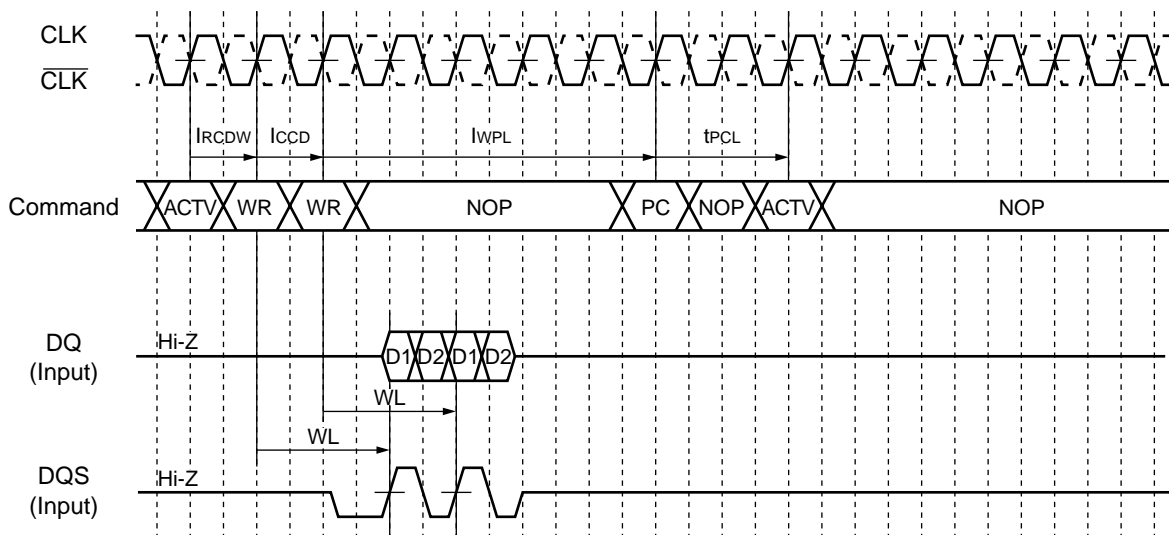 CLK
CLK
lRCDW lCCD lWPL tPCL
Command ACTV WR WR NOP PC NOP ACTV NOP
DQ
(Input)
Hi-Z D1 D2 D1 D2
WL
WL
DQS
(Input)
Hi-Z